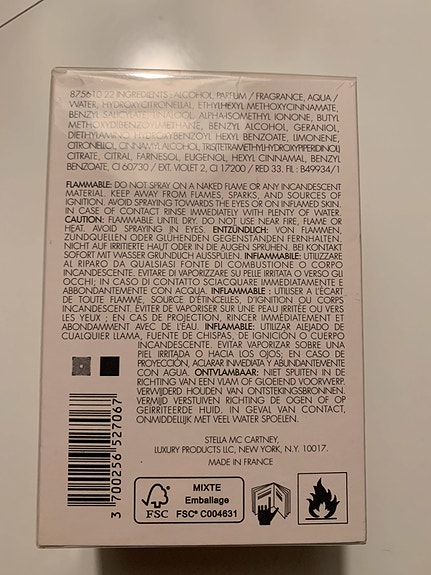 875610 22 INGREDIENTS : ALCOHOL, PARFUM / FRAGRANCE, AQUA /
WATER, HYDROXYCITRONELLAL, ETHYLHEXYL METHOXYCINNAMATE,
BENZYL SALICYLATE, LINALOOL, ALPHA-ISOMETHYL IONONE, BUTYL
METHOXYDIBENZOYLMETHANE, BENZYL ALCOHOL, GERANIOL,
DIETHYLAMINO HYDROXYBENZOYL HEXYL BENZOATE, LIMONENE,
CITRONELLOL, CINNAMYL ALCOHOL, TRIS(TETRAMETHYLHYDROXYPIPERIDINOL)
CITRATE, CITRAL, FARNESOL, EUGENOL, HEXYL CINNAMAL, BENZYL
BENZOATE, CI 60730 / EXT. VIOLET 2, CI 17200 / RED 33. FIL : B49934/1
FLAMMABLE: DO NOT SPRAY ON A NAKED FLAME OR ANY INCANDESCENT
MATERIAL. KEEP AWAY FROM FLAMES, SPARKS, AND SOURCES OF
IGNITION. AVOID SPRAYING TOWARDS THE EYES OR ON INFLAMED SKIN.
IN CASE OF CONTACT RINSE IMMEDIATELY WITH PLENTY OF WATER.
CAUTION: FLAMMABLE UNTIL DRY. DO NOT USE NEAR FIRE, FLAME OR
HEAT. AVOID SPRAYING IN EYES. ENTZÜNDLICH: VON FLAMMEN,
ZUNDQUELLEN ODER GLÜHENDEN GEGENSTÄNDEN FERNHALTEN,
NICHT AUF IRRITIERTE HAUT ODER IN DIE AUGEN SPRÜHEN. BEI KONTAKT
SOFORT MIT WASSER GRÜNDLICH AUSSPÜLEN. INFIAMMABILE: UTILIZZARE
AL RIPARO DA QUALSIASI FONTE DI COMBUSTIONE O CORPO
INCANDESCENTE. EVITARE DI VAPORIZZARE SU PELLE IRRITATA O VERSO GLI
OCCHI; IN CASO DI CONTATTO SCIACQUARE IMMEDIATAMENTE E
ABBONDANTEMENTE CON ACQUA. INFLAMMABLE : UTILISER A L'ÉCART
DE TOUTE FLAMME, SOURCE D'ÉTINCELLES, D'IGNITION OU CORPS
INCANDESCENT. ÉVITER DE VAPORISER SUR UNE PEAU IRRITÉE OU VERS
LES YEUX ; EN CAS DE PROJECTION, RINCER IMMÉDIATEMENT ET
ABONDAMMENT AVEC DE L'EAU. INFLAMABLE: UTILIZAR ALEJADO DE
CUALQUIER LLAMA, FUENTE DE CHISPAS, DE IGNICIÓN O CUERPO
INCANDESCENTE. EVITAR VAPORIZAR SOBRE UNA
PIEL IRRITADA O HACIA LOS OJOS; EN CASO DE
PROYECCIÓN, ACLARAR INMEDIATA Y ABUNDANTEMENTE
CON AGUA. ONTVLAMBAAR: NIET SPUITEN IN DE
RICHTING VAN EEN VLAM OF GLOEIEND VOORWERP.
VERWIJDERD HOUDEN VAN ONTSTEKINGSBRONNEN.
VERMIJD VERSTUIVEN RICHTING DE OGEN OF OP
GEÏRRITEERDE HUID. IN GEVAL VAN CONTACT,
ONMIDDELLIJK MET VEEL WATER SPOELEN.
STELLA MC CARTNEY,
LUXURY PRODUCTS LLC, NEW YORK, N.Y. 10017.
MADE IN FRANCE
3 700256 527067
FSC
MIXTE
Emballage
FSC® C004631